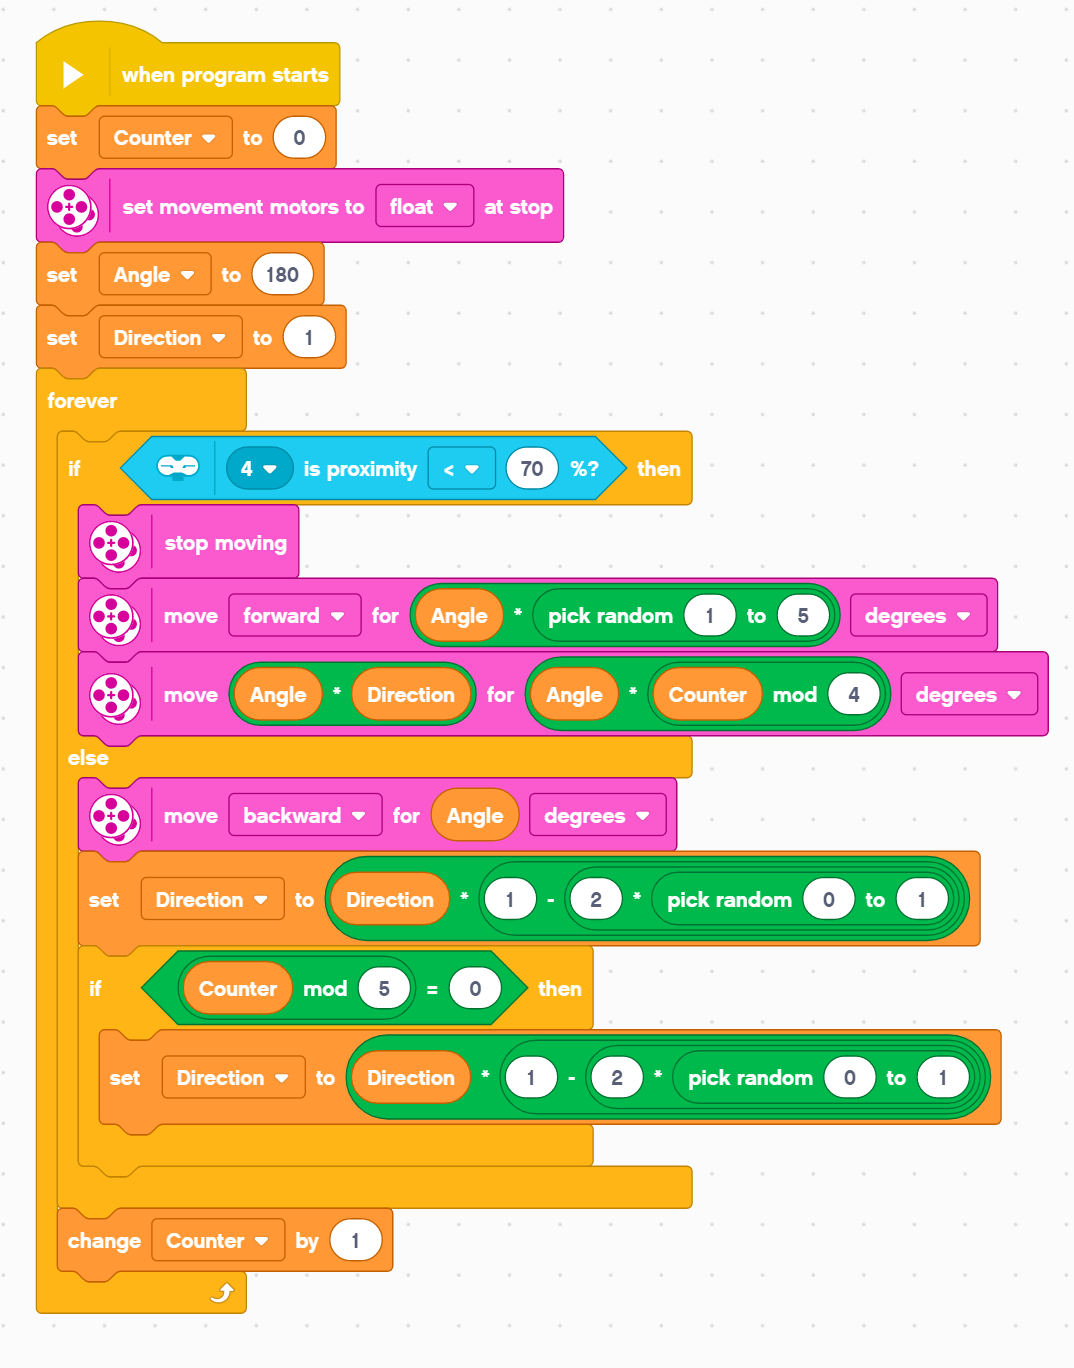 when program starts
set Counter to 0
set movement motors to float at stop
set Angle to 180
set Direction to 1
forever
if 4 is proximity < 70 %? then
stop moving
move forward for Angle * pick random 1 to 5 degrees
move Angle * Direction for Angle * Counter mod 4 degrees
else
move backward for Angle degrees
set Direction to Direction * 1 - 2 * pick random 0 to 1
if Counter mod 5 = 0 then
set Direction to Direction * 1 - 2 * pick random 0 to 1
change Counter by 1